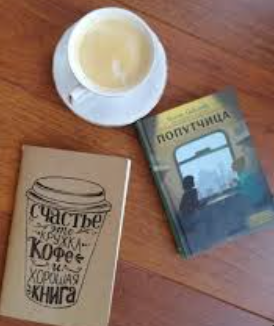 ПОПУТЧИЦА
СЧАСТЬЕ
ЭТО
КРУЖКА
КОФЕ
И
ХОРОШАЯ
КНИГА